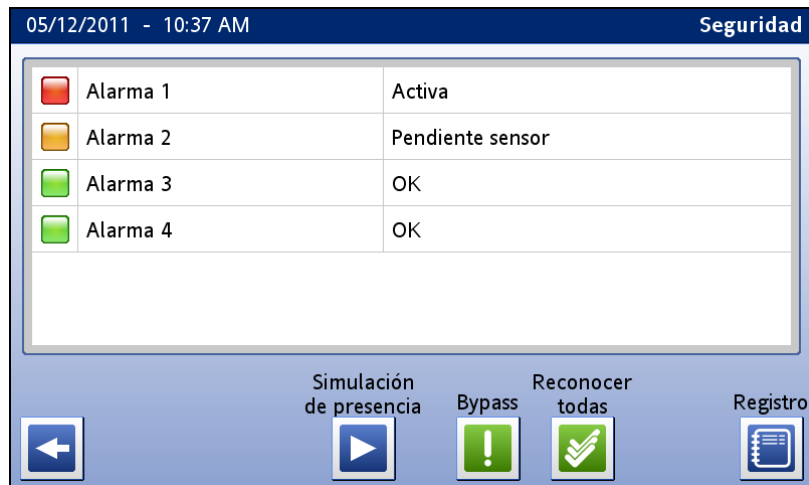 05/12/2011 - 10:37 AM Seguridad
Alarma 1 Activa
Alarma 2 Pendiente sensor
Alarma 3 OK
Alarma 4 OK
Simulación
de presencia
Bypass
Reconocer
todas
Registro